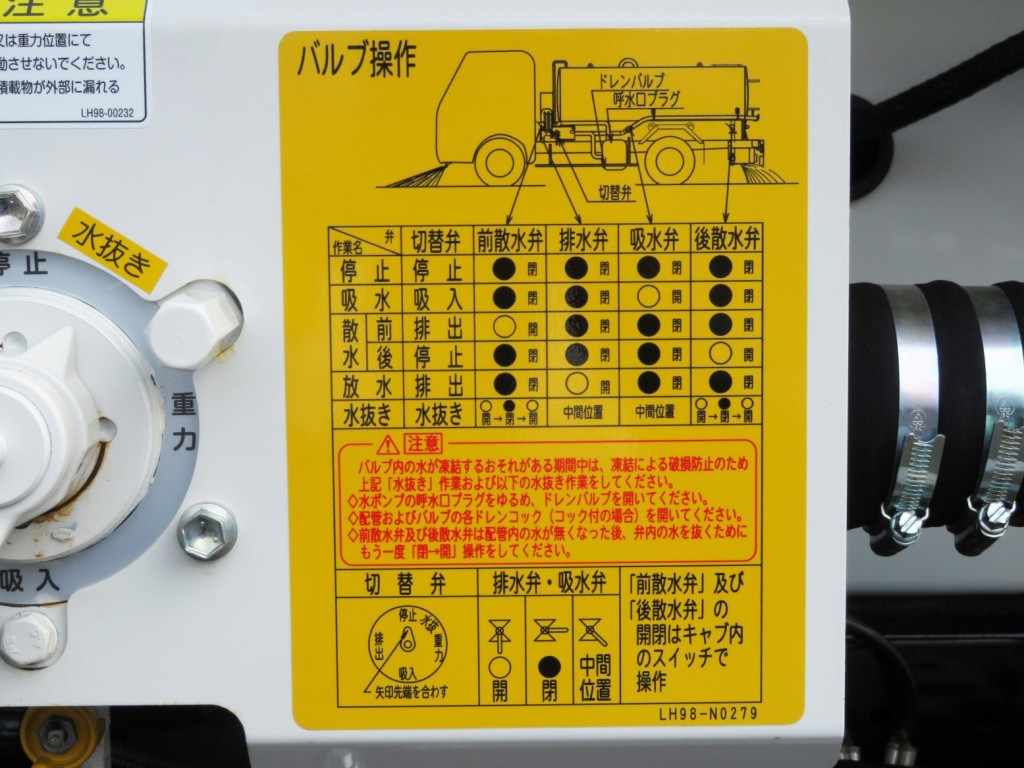 注意
又は重力位置にて
動させないでください。
積載物が外部に漏れる
LH98-00232
水抜き
停止
重力
吸入
バルブ操作
ドレンバルブ
呼水口プラグ
切替弁
作業名 弁 切替弁 前散水弁 排水弁 吸水弁 後散水弁
停止 停止 閉 閉 閉 閉
吸水 吸入 閉 閉 開 閉
散水 前 排出 開 閉 閉 閉
後 停止 閉 閉 閉 開
放水 排出 閉 開 閉 閉
水抜き 水抜き 開→閉→開 中間位置 中間位置 開→閉→開
注意
バルブ内の水が凍結するおそれがある期間中は、凍結による破損防止のため
上記「水抜き」作業および以下の水抜き作業をしてください。
◇水ポンプの呼水口プラグをゆるめ、ドレンバルブを開いてください。
◇配管およびバルブの各ドレンコック（コック付の場合）を開いてください。
◇前散水弁及び後散水弁は配管内の水が無くなった後、弁内の水を抜くために
もう一度「閉→開」操作をしてください。
切替弁
停止 水抜 重力 吸入 排出
矢印先端を合わす
排水弁・吸水弁
開 閉 中間位置
「前散水弁」及び
「後散水弁」の
開閉はキャブ内
のスイッチで
操作
LH98-N0279